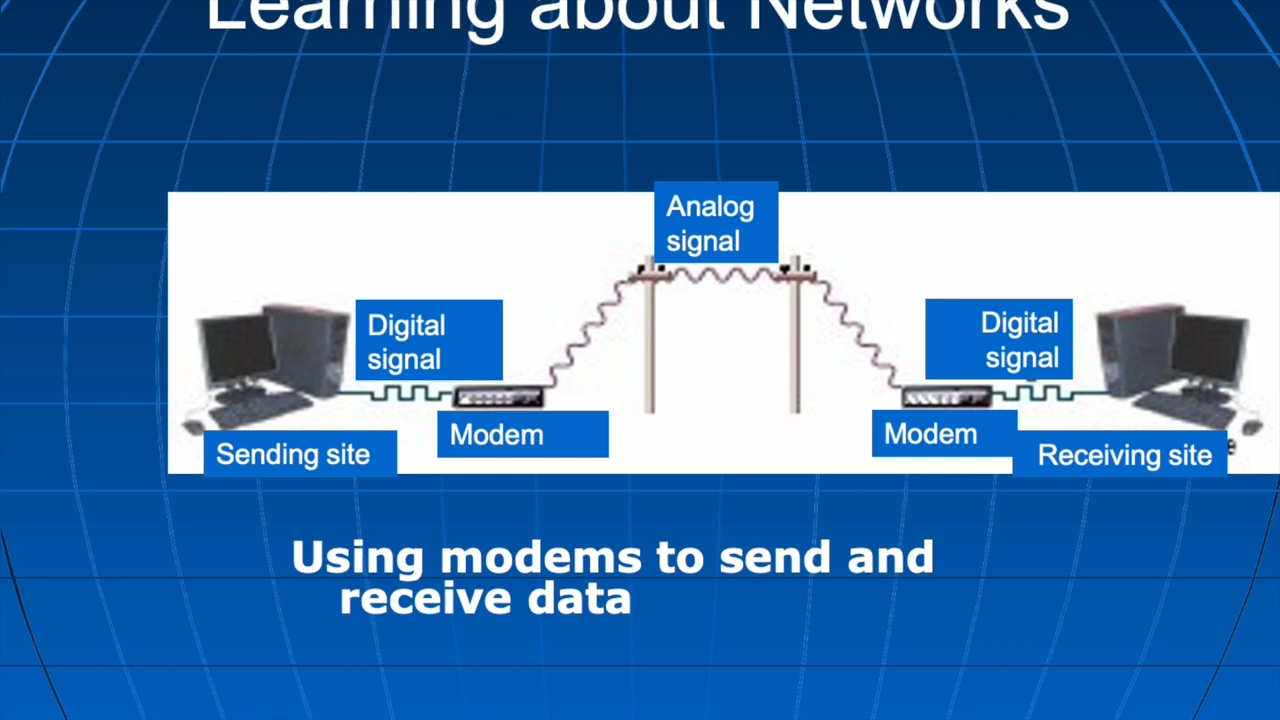 Learning about Networks
Analog
signal
Digital
signal
Digital
signal
Modem
Modem
Sending site
Receiving site
Using modems to send and
receive data